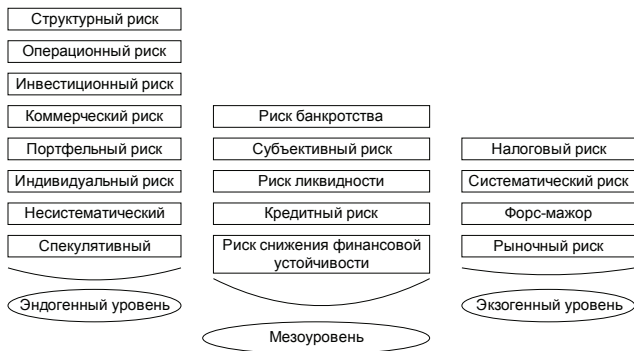 Структурный риск
Операционный риск
Инвестиционный риск
Коммерческий риск
Портфельный риск
Индивидуальный риск
Несистематический
Спекулятивный
Эндогенный уровень
Риск банкротства
Субъективный риск
Риск ликвидности
Кредитный риск
Риск снижения финансовой
устойчивости
Мезоуровень
Налоговый риск
Систематический риск
Форс-мажор
Рыночный риск
Экзогенный уровень